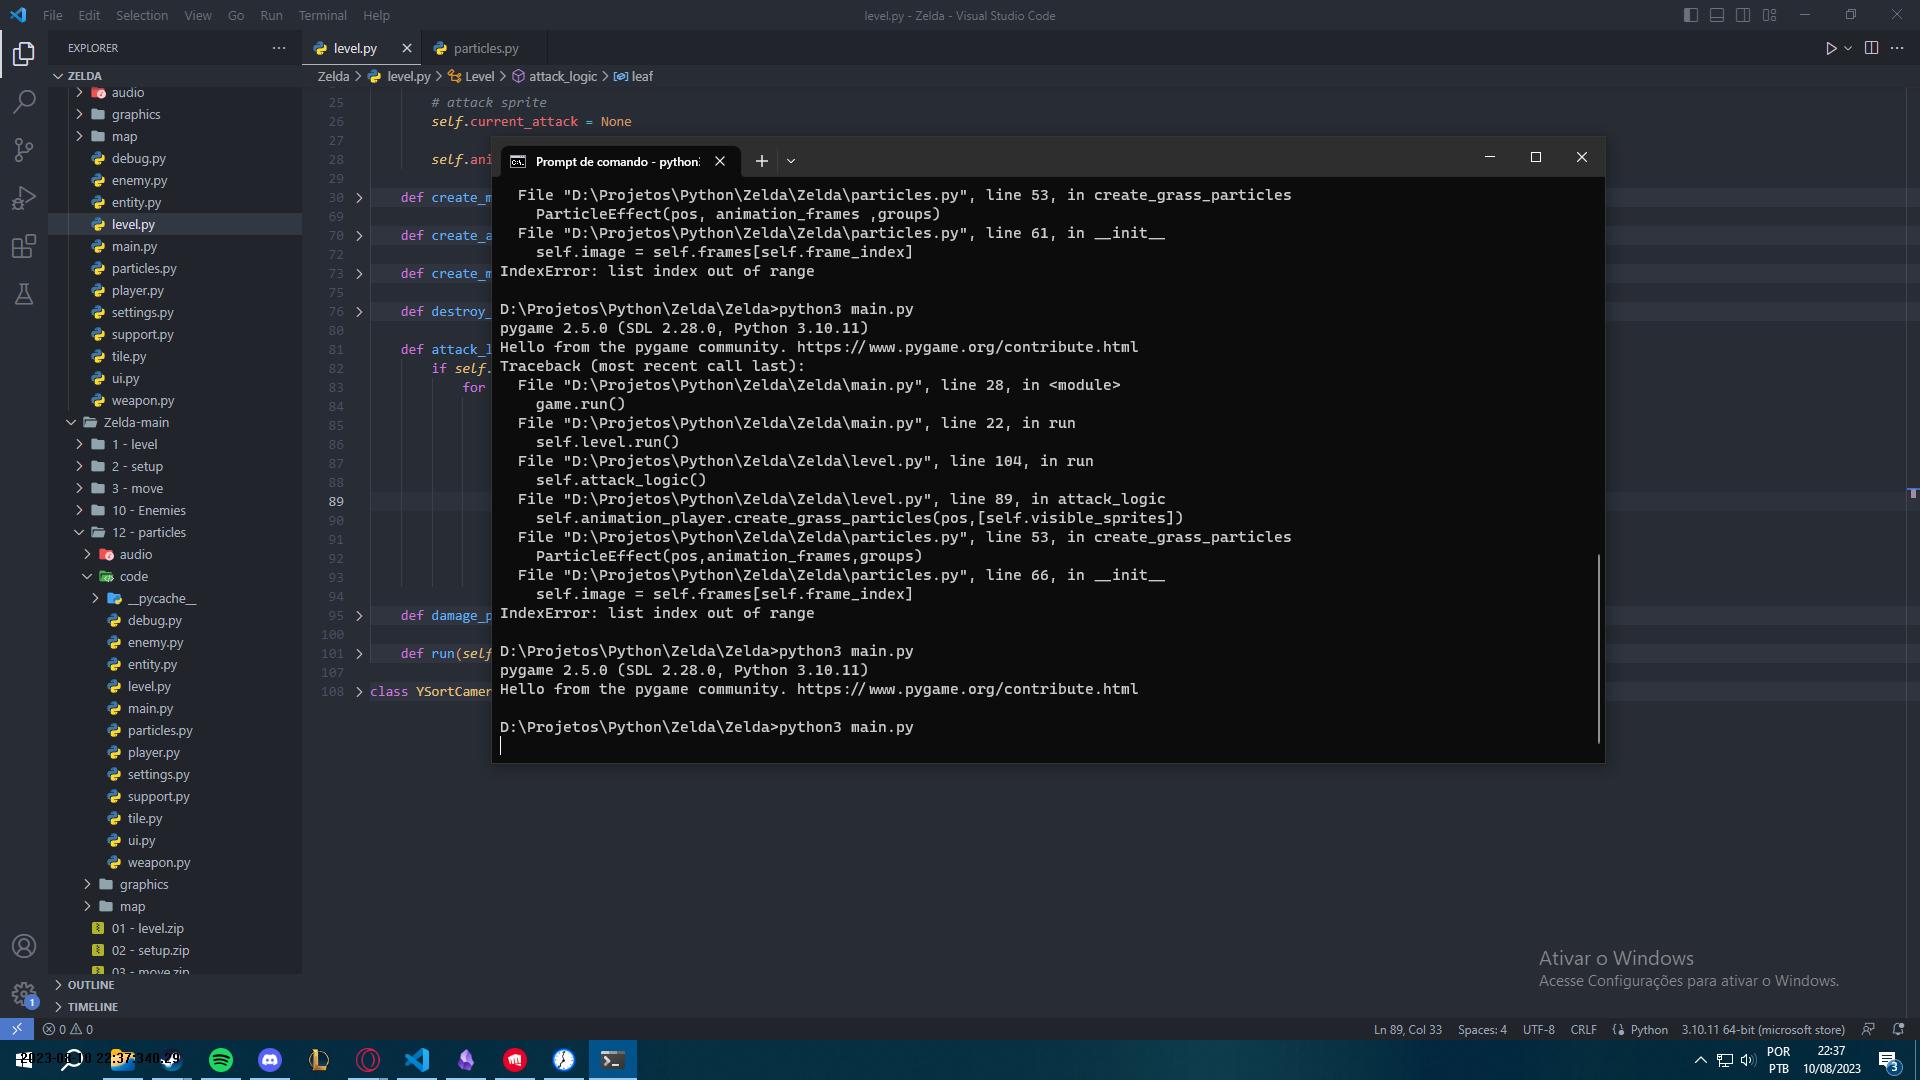 File Edit Selection View Go Run Terminal Help
level.py - Zelda - Visual Studio Code
EXPLORER
ZELDA
audio
graphics
map
debug.py
enemy.py
entity.py
level.py
main.py
particles.py
player.py
settings.py
support.py
tile.py
ui.py
weapon.py
Zelda-main
1 - level
2 - setup
3 - move
10 - Enemies
12 - particles
audio
code
__pycache__
debug.py
enemy.py
entity.py
level.py
main.py
particles.py
player.py
settings.py
support.py
tile.py
ui.py
weapon.py
graphics
map
01 - level.zip
02 - setup.zip
03 - move.zip
OUTLINE
TIMELINE
level.py
particles.py
Zelda > level.py > Level > attack_logic > leaf
25 # attack sprite
26 self.current_attack = None
27
28 self.ani
29
30 def create_m
69
70 def create_a
72
73 def create_m
75
76 def destroy_
80
81 def attack_l
82 if self.
83 for
84
85
86
87
88
89
90
91
92
93
94
95 def damage_p
100
101 def run(self
107
108 class YSortCamer
Prompt de comando - python:
File "D:\Projetos\Python\Zelda\Zelda\particles.py", line 53, in create_grass_particles
ParticleEffect(pos, animation_frames ,groups)
File "D:\Projetos\Python\Zelda\Zelda\particles.py", line 61, in __init__
self.image = self.frames[self.frame_index]
IndexError: list index out of range
D:\Projetos\Python\Zelda\Zelda>python3 main.py
pygame 2.5.0 (SDL 2.28.0, Python 3.10.11)
Hello from the pygame community. https://www.pygame.org/contribute.html
Traceback (most recent call last):
File "D:\Projetos\Python\Zelda\Zelda\main.py", line 28, in <module>
game.run()
File "D:\Projetos\Python\Zelda\Zelda\main.py", line 22, in run
self.level.run()
File "D:\Projetos\Python\Zelda\Zelda\level.py", line 104, in run
self.attack_logic()
File "D:\Projetos\Python\Zelda\Zelda\level.py", line 89, in attack_logic
self.animation_player.create_grass_particles(pos,[self.visible_sprites])
File "D:\Projetos\Python\Zelda\Zelda\particles.py", line 53, in create_grass_particles
ParticleEffect(pos,animation_frames,groups)
File "D:\Projetos\Python\Zelda\Zelda\particles.py", line 66, in __init__
self.image = self.frames[self.frame_index]
IndexError: list index out of range
D:\Projetos\Python\Zelda\Zelda>python3 main.py
pygame 2.5.0 (SDL 2.28.0, Python 3.10.11)
Hello from the pygame community. https://www.pygame.org/contribute.html
D:\Projetos\Python\Zelda\Zelda>python3 main.py
Ativar o Windows
Acesse Configurações para ativar o Windows.
1
0 0
Ln 89, Col 33 Spaces: 4 UTF-8 CRLF Python 3.10.11 64-bit (microsoft store)
POR
PTB
22:37
10/08/2023
3